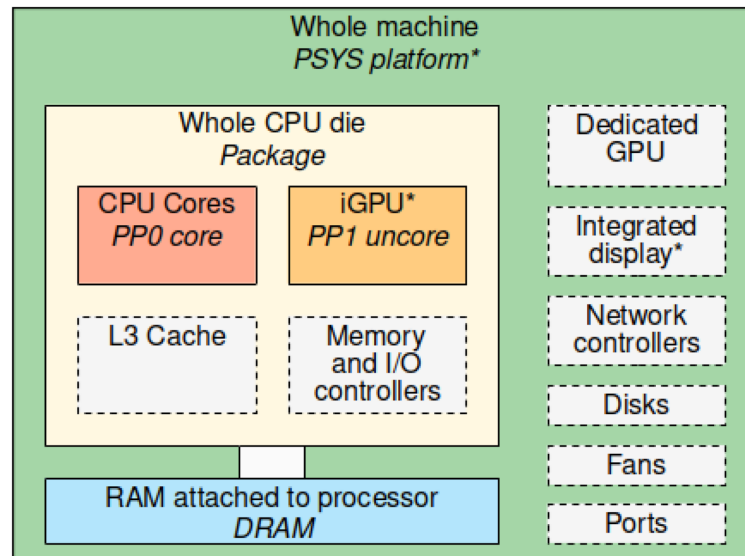 Whole machine
PSYS platform*
Whole CPU die
Package
CPU Cores
PP0 core
iGPU*
PP1 uncore
L3 Cache
Memory
and I/O
controllers
RAM attached to processor
DRAM
Dedicated
GPU
Integrated
display*
Network
controllers
Disks
Fans
Ports